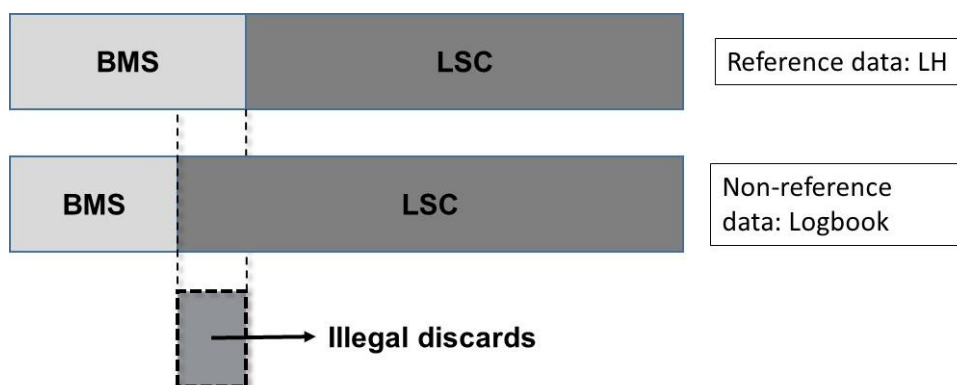 BMS LSC Reference data: LH
BMS LSC Non-reference
data: Logbook
Illegal discards